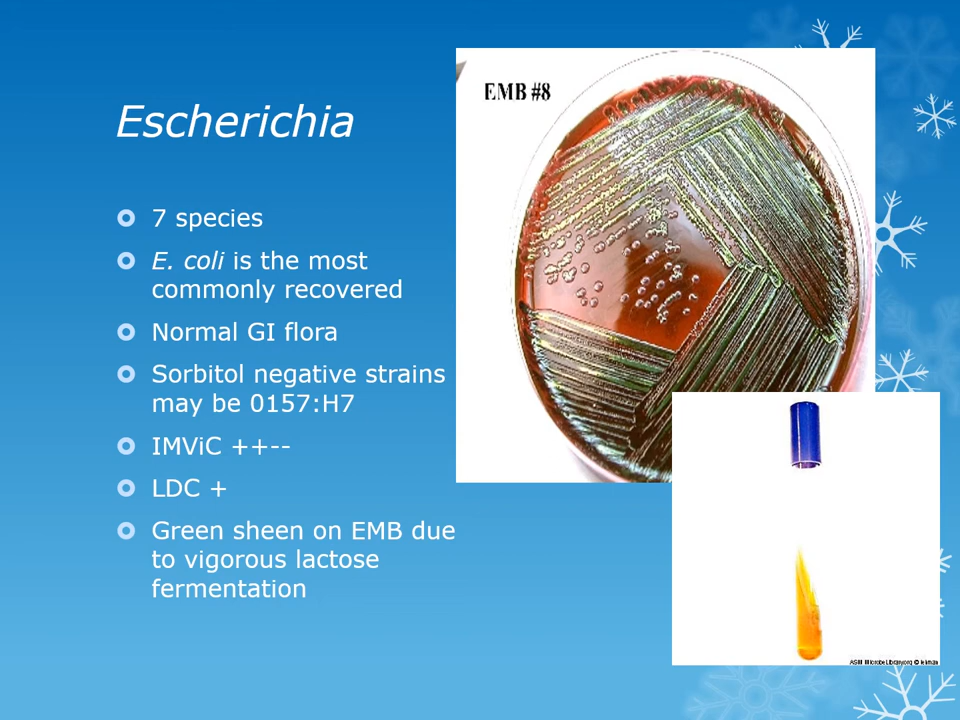 Escherichia
7 species
E. coli is the most
commonly recovered
Normal GI flora
Sorbitol negative strains
may be 0157:H7
IMViC ++--
LDC +
Green sheen on EMB due
to vigorous lactose
fermentation
EMB #8
ASM MicrobeLibrary.org © Lehman